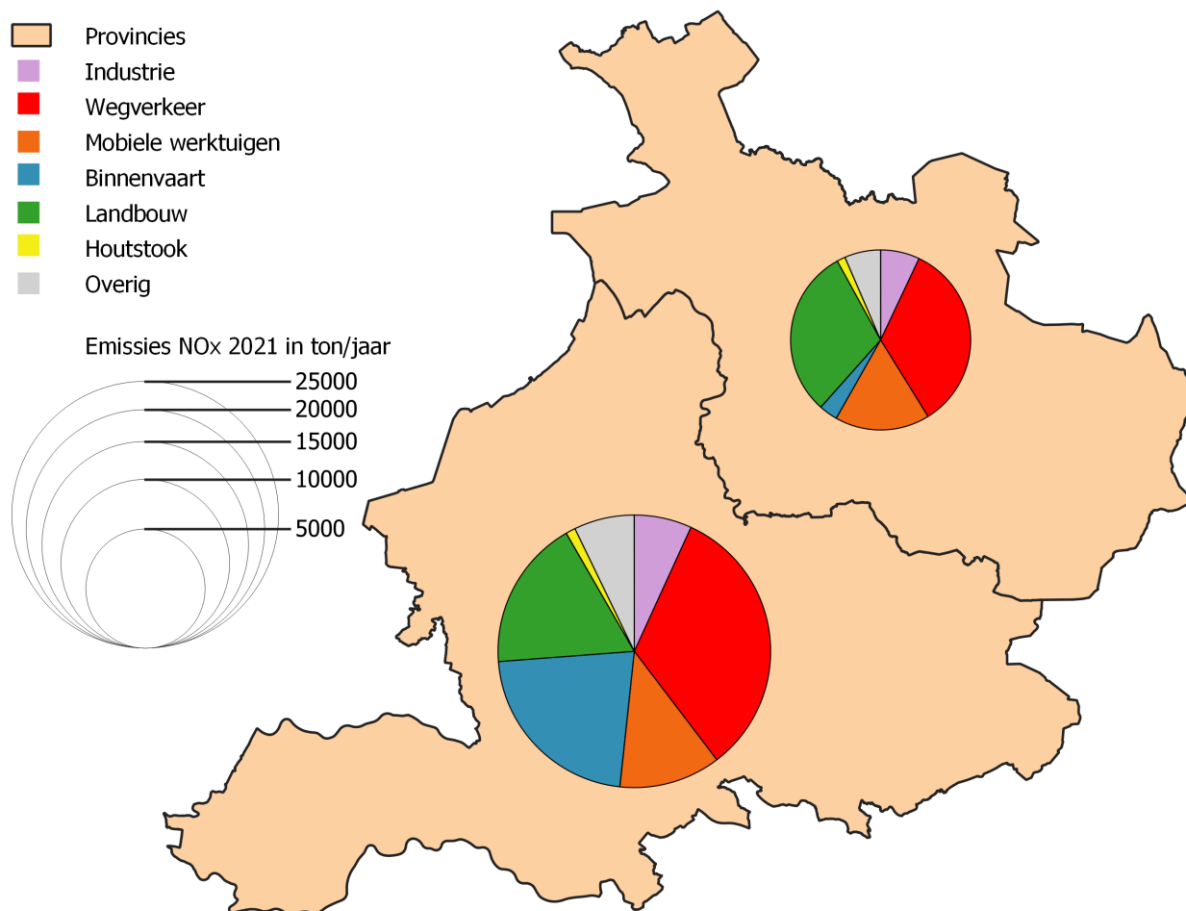 Provincies
Industrie
Wegverkeer
Mobiele werktuigen
Binnenvaart
Landbouw
Houtstook
Overig
Emissies NOx 2021 in ton/jaar
25000
20000
15000
10000
5000